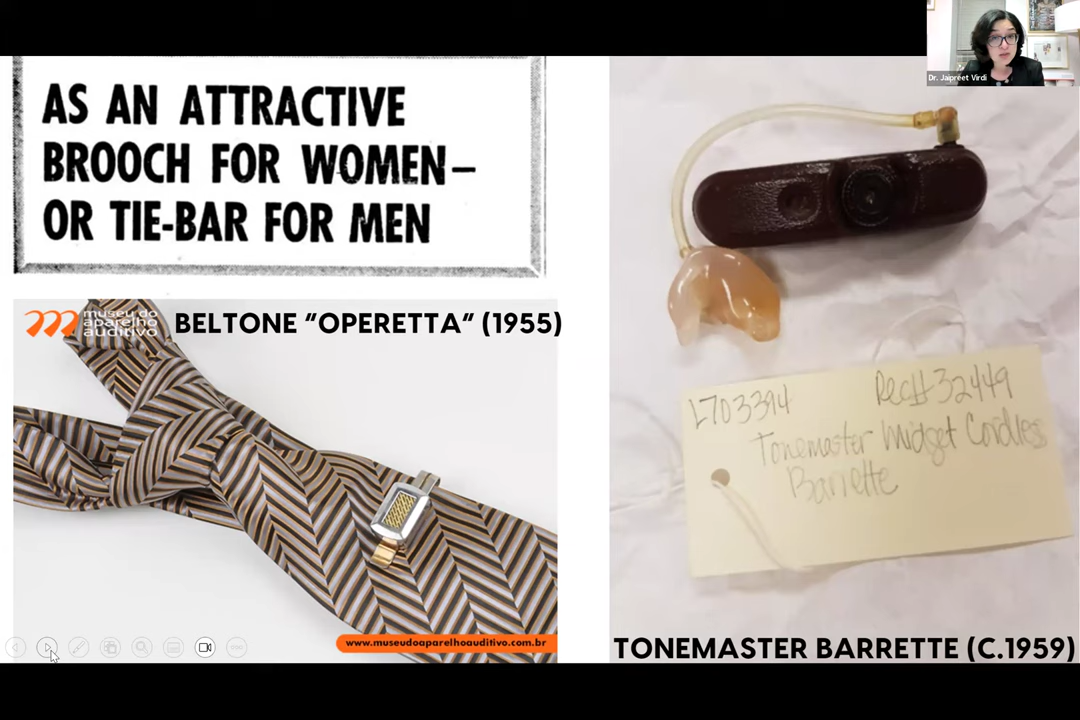 Dr. Jaipreet Virdi
AS AN ATTRACTIVE
BROOCH FOR WOMEN—
OR TIE-BAR FOR MEN
museu do
aparelho
auditivo
BELTONE “OPERETTA” (1955)
www.museudoaparelhoauditivo.com.br
L703394
Rec# 32449
Tonemaster Midget Cordless
Barrette
TONEMASTER BARRETTE (C.1959)